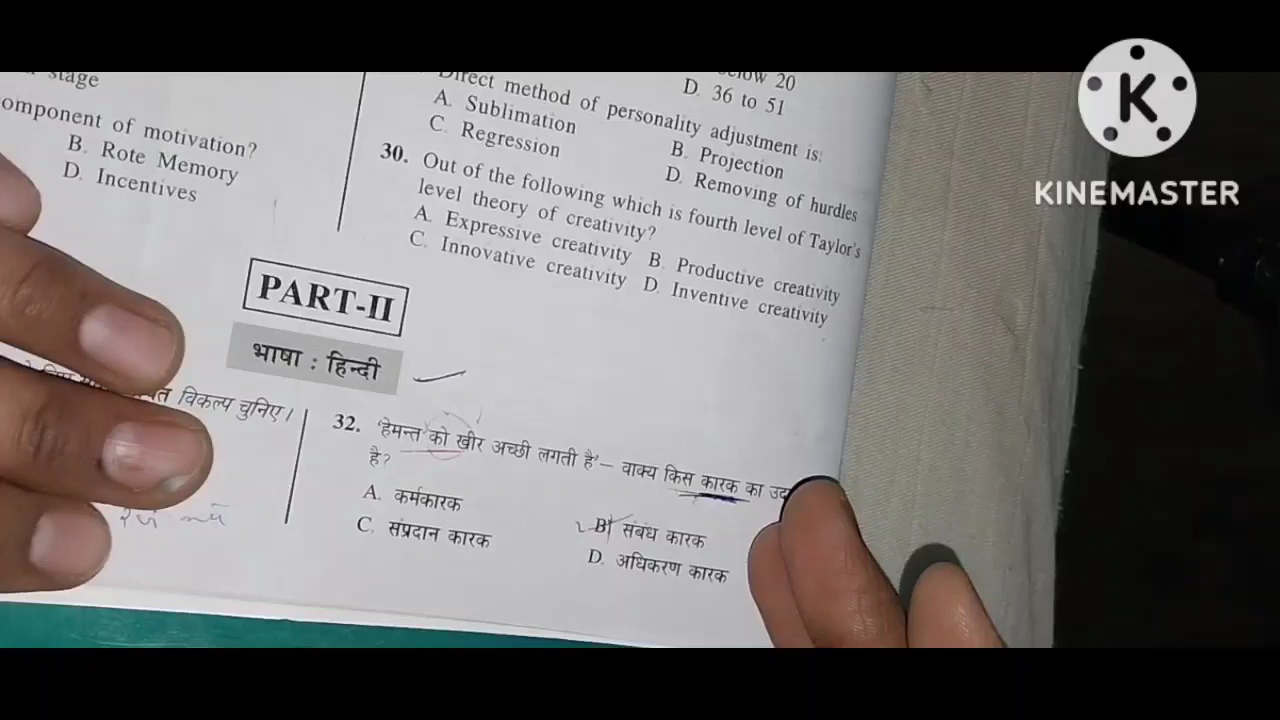 stage
component of motivation?
B. Rote Memory
D. Incentives
below 20
D. 36 to 51
Direct method of personality adjustment is:
A. Sublimation
B. Projection
C. Regression
D. Removing of hurdles
30. Out of the following which is fourth level of Taylor's
level theory of creativity?
A. Expressive creativity B. Productive creativity
C. Innovative creativity D. Inventive creativity
PART-II
भाषा : हिन्दी
विकल्प चुनिए।
32. 'हेमन्त को खीर अच्छी लगती है'– वाक्य किस कारक का
है?
A. कर्मकारक
B. संबंध कारक
C. संप्रदान कारक
D. अधिकरण कारक
K
KINEMASTER